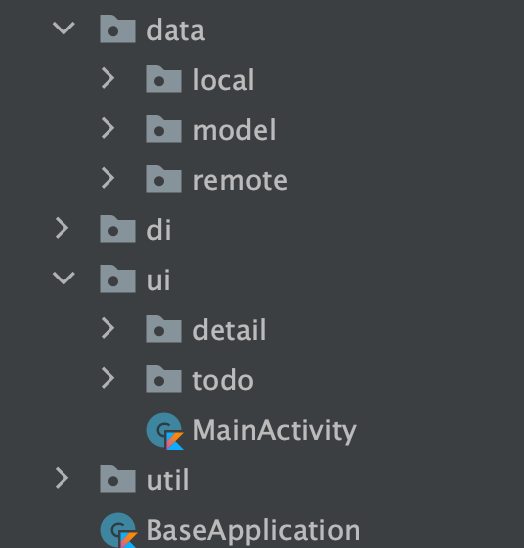 data
local
model
remote
di
ui
detail
todo
MainActivity
util
BaseApplication